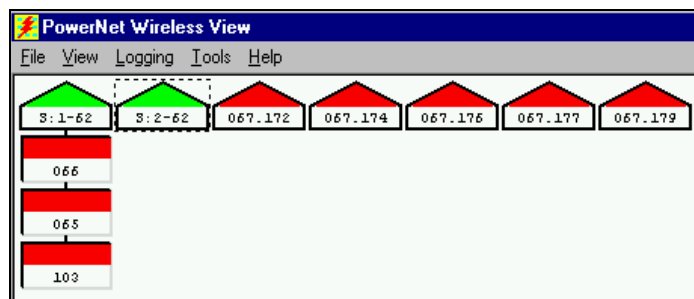 PowerNet Wireless View
File View Logging Tools Help
S:1-62 S:2-62 067.172 067.174 067.176 067.177 067.179
066
065
103